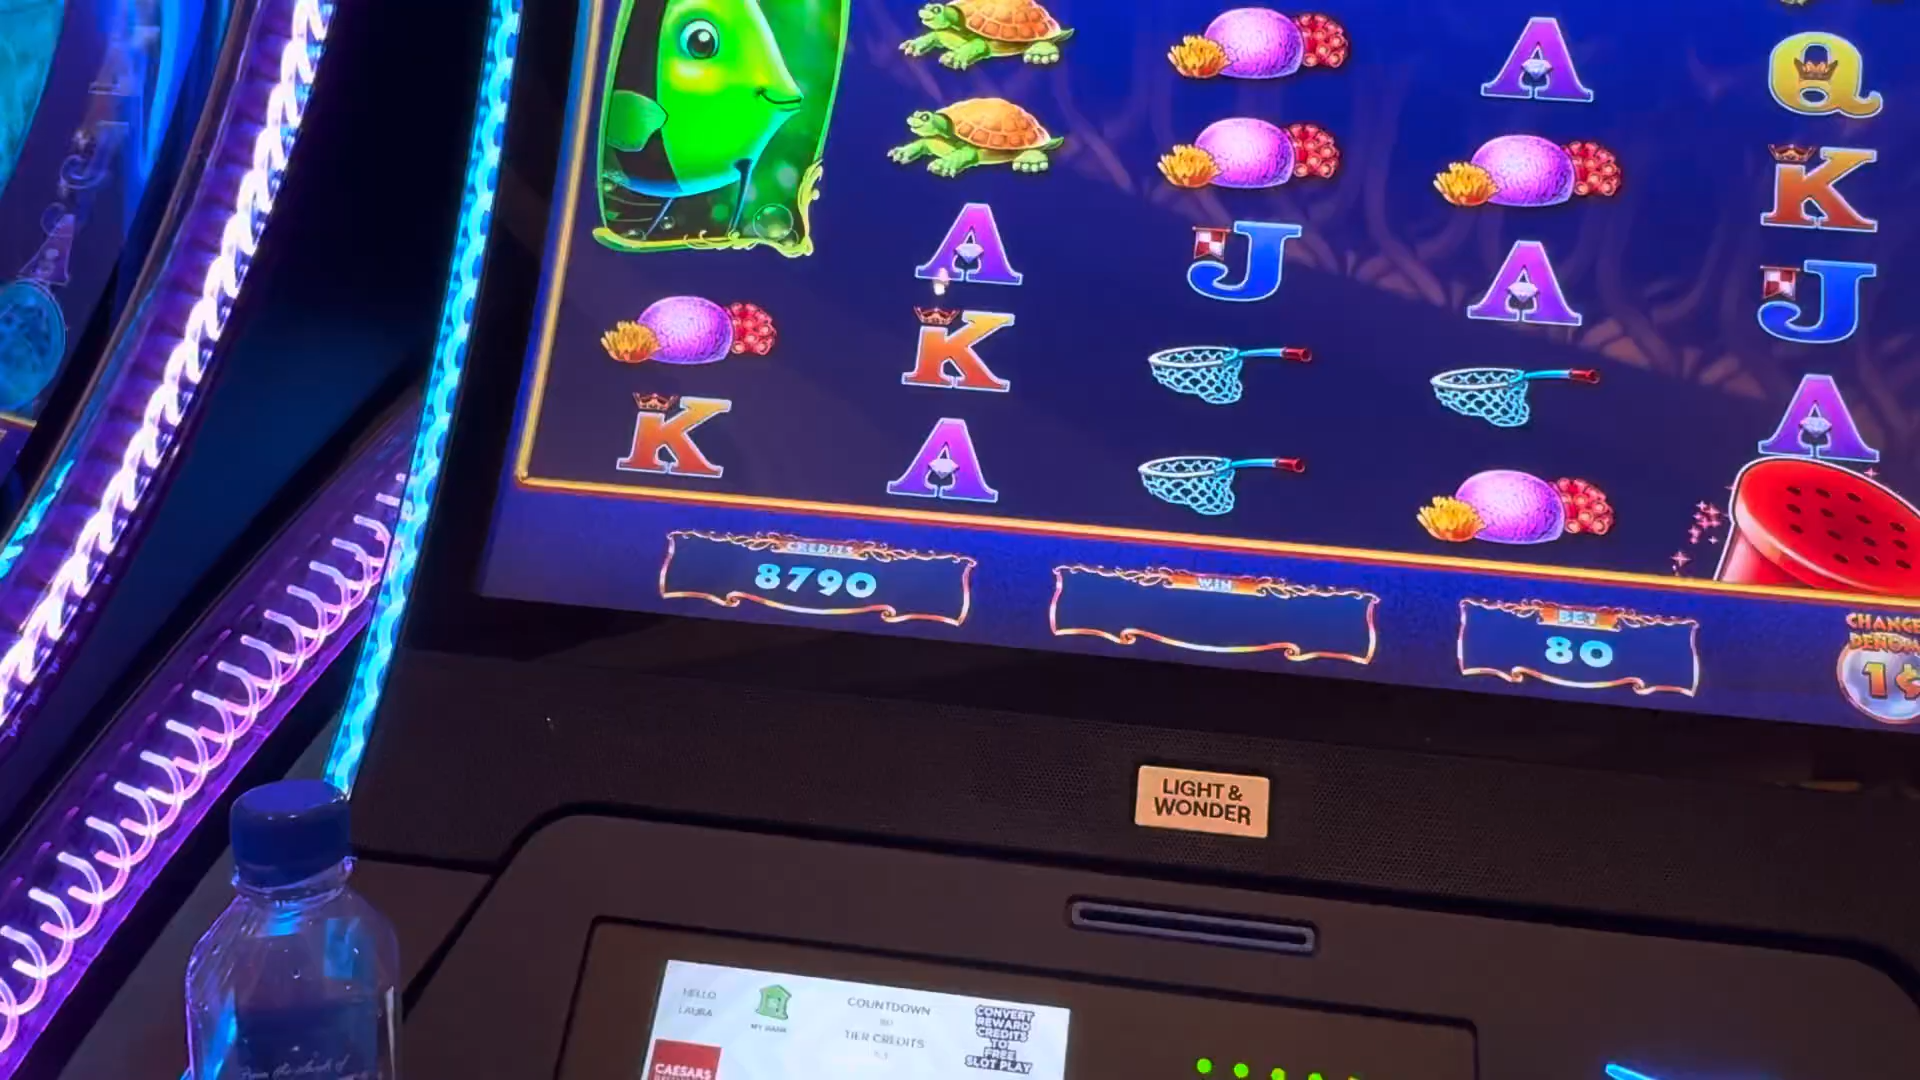 A
Q
K
A
J
A
J
K
A
K
A
CREDITS
8790
WIN
BET
80
CHANGE
DENOM
1¢
LIGHT &
WONDER
HELLO
LAURA
MY BANK
COUNTDOWN
TIER CREDITS
CONVERT
REWARD
CREDITS
TO
FREE
SLOT PLAY
CAESARS